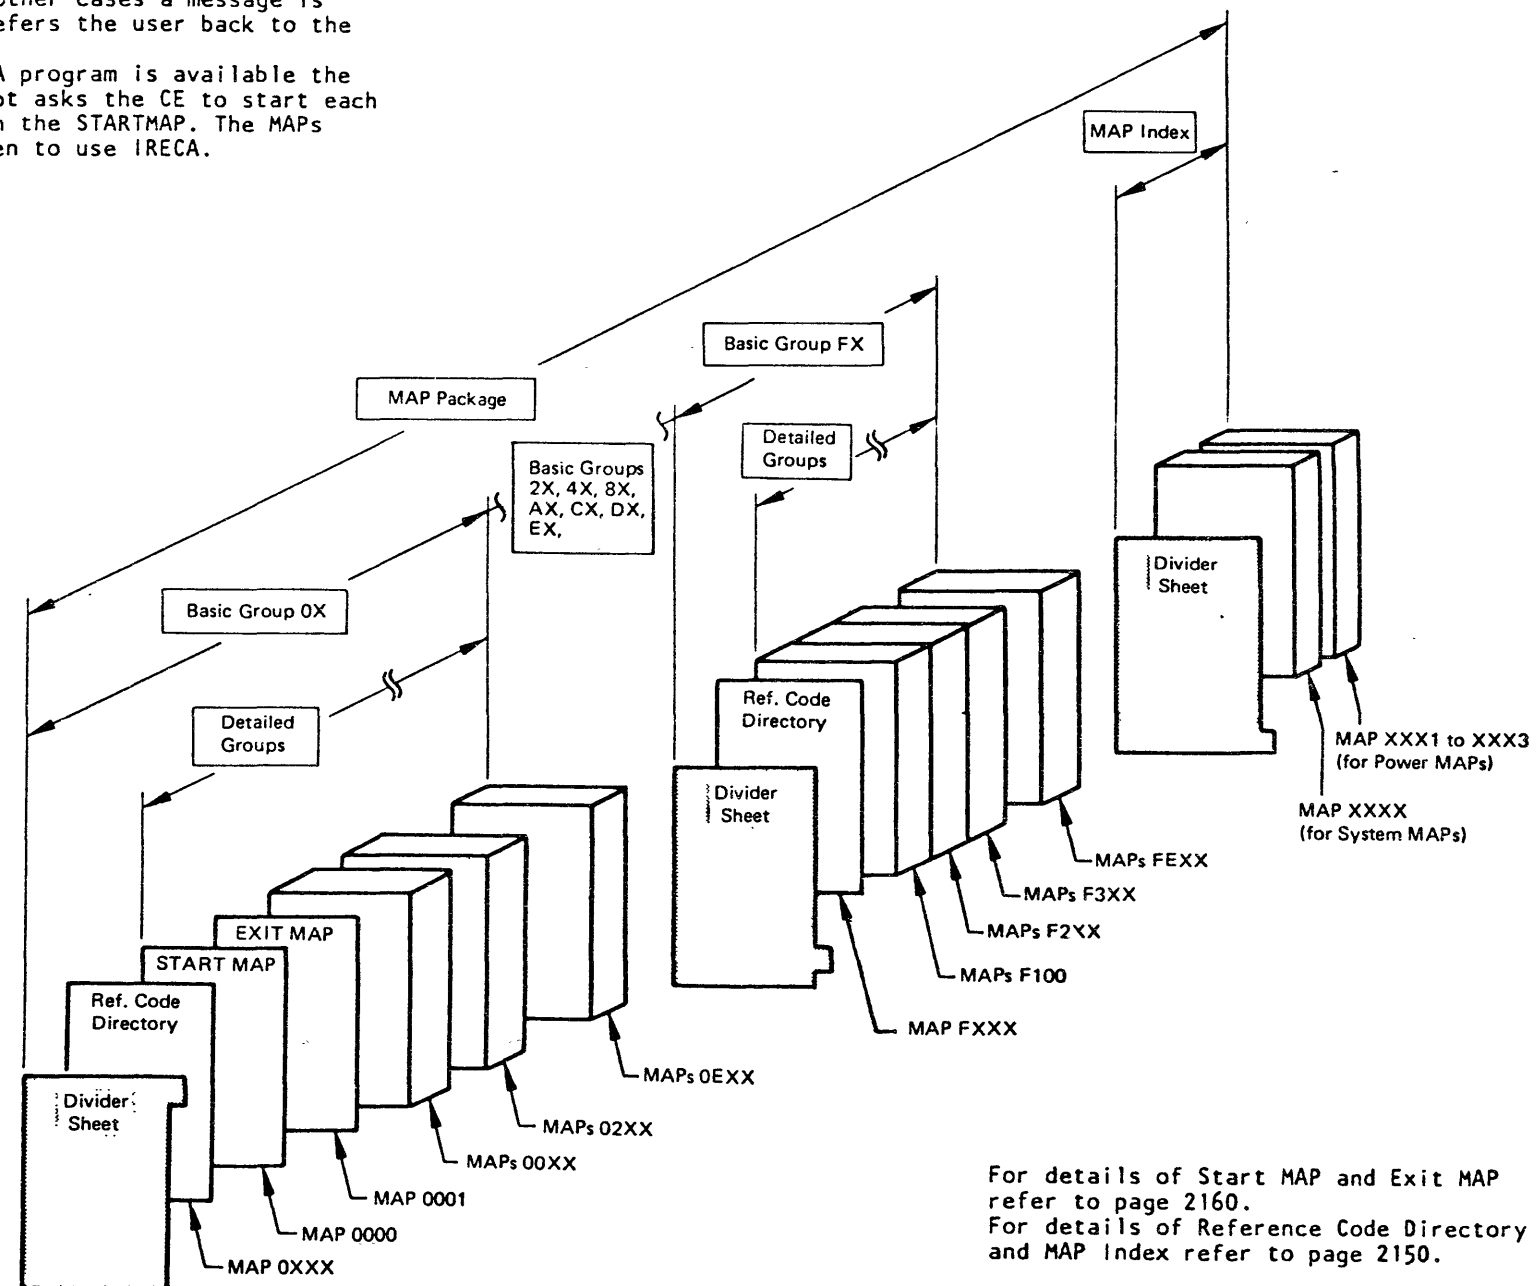 other cases a message is
efers the user back to the
A program is available the
ot asks the CE to start each
n the STARTMAP. The MAPs
en to use IRECA.
MAP Index
Basic Group FX
MAP Package
Detailed
Groups
Basic Groups
2X, 4X, 8X,
AX, CX, DX,
EX,
Basic Group 0X
Detailed
Groups
Divider
Sheet
Ref. Code
Directory
Divider
Sheet
MAP XXX1 to XXX3
(for Power MAPs)
MAP XXXX
(for System MAPs)
MAPs FEXX
MAPs F3XX
MAPs F2XX
MAPs F100
MAP FXXX
EXIT MAP
START MAP
Ref. Code
Directory
Divider
Sheet
MAPs 0EXX
MAPs 02XX
MAPs 00XX
MAP 0001
MAP 0000
MAP 0XXX
For details of Start MAP and Exit MAP
refer to page 2160.
For details of Reference Code Directory
and MAP Index refer to page 2150.